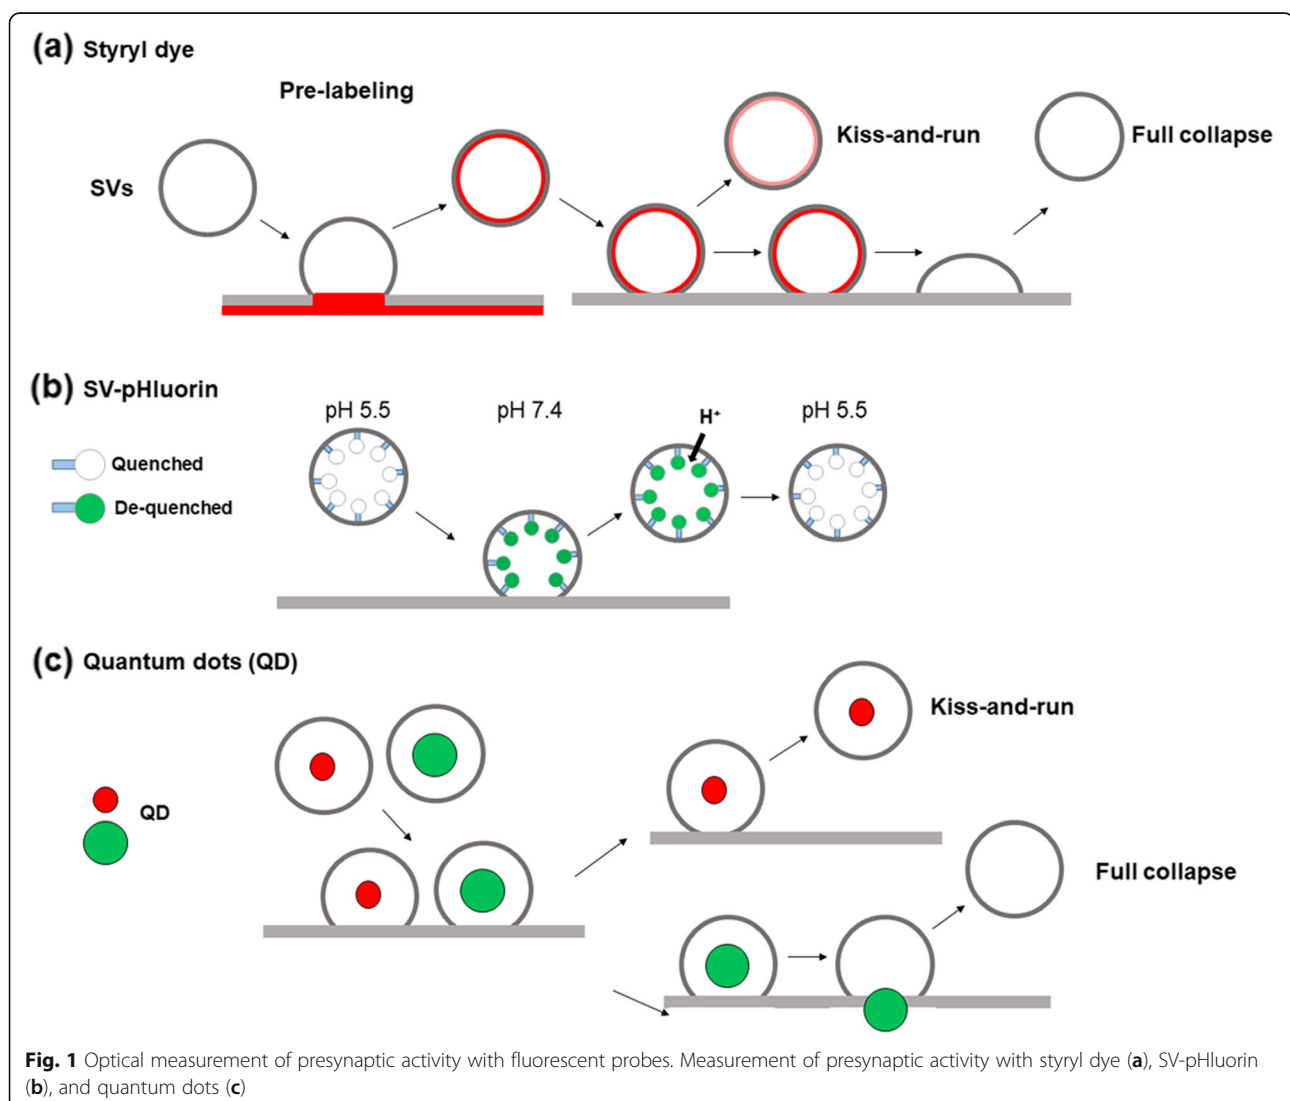 (a) Styryl dye
Pre-labeling
SVs
Kiss-and-run
Full collapse
(b) SV-pHluorin
Quenched
De-quenched
pH 5.5
pH 7.4
H⁺
pH 5.5
(c) Quantum dots (QD)
QD
Kiss-and-run
Full collapse
Fig. 1 Optical measurement of presynaptic activity with fluorescent probes. Measurement of presynaptic activity with styryl dye (a), SV-pHluorin
(b), and quantum dots (c)